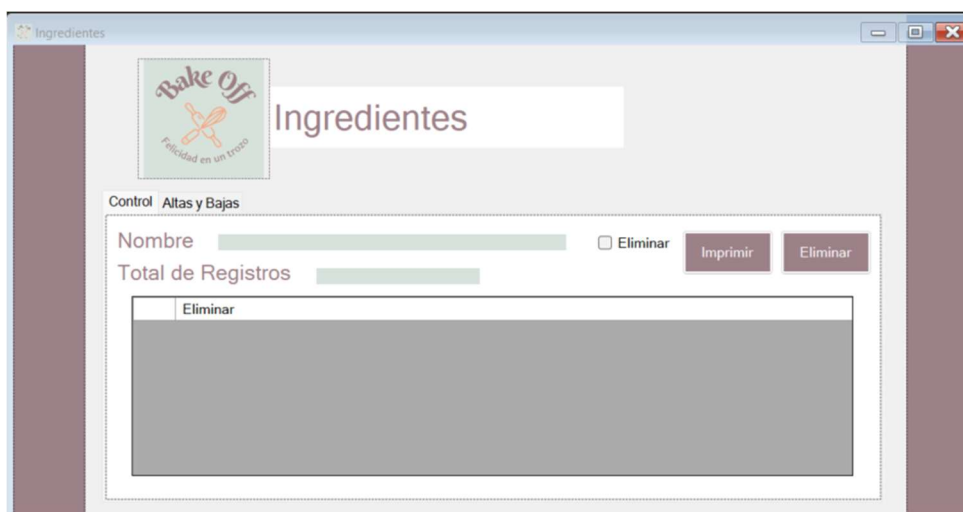 Ingredientes
Bake Off
Felicidad en un trozo
Ingredientes
Control Altas y Bajas
Nombre
Eliminar
Imprimir
Eliminar
Total de Registros
Eliminar